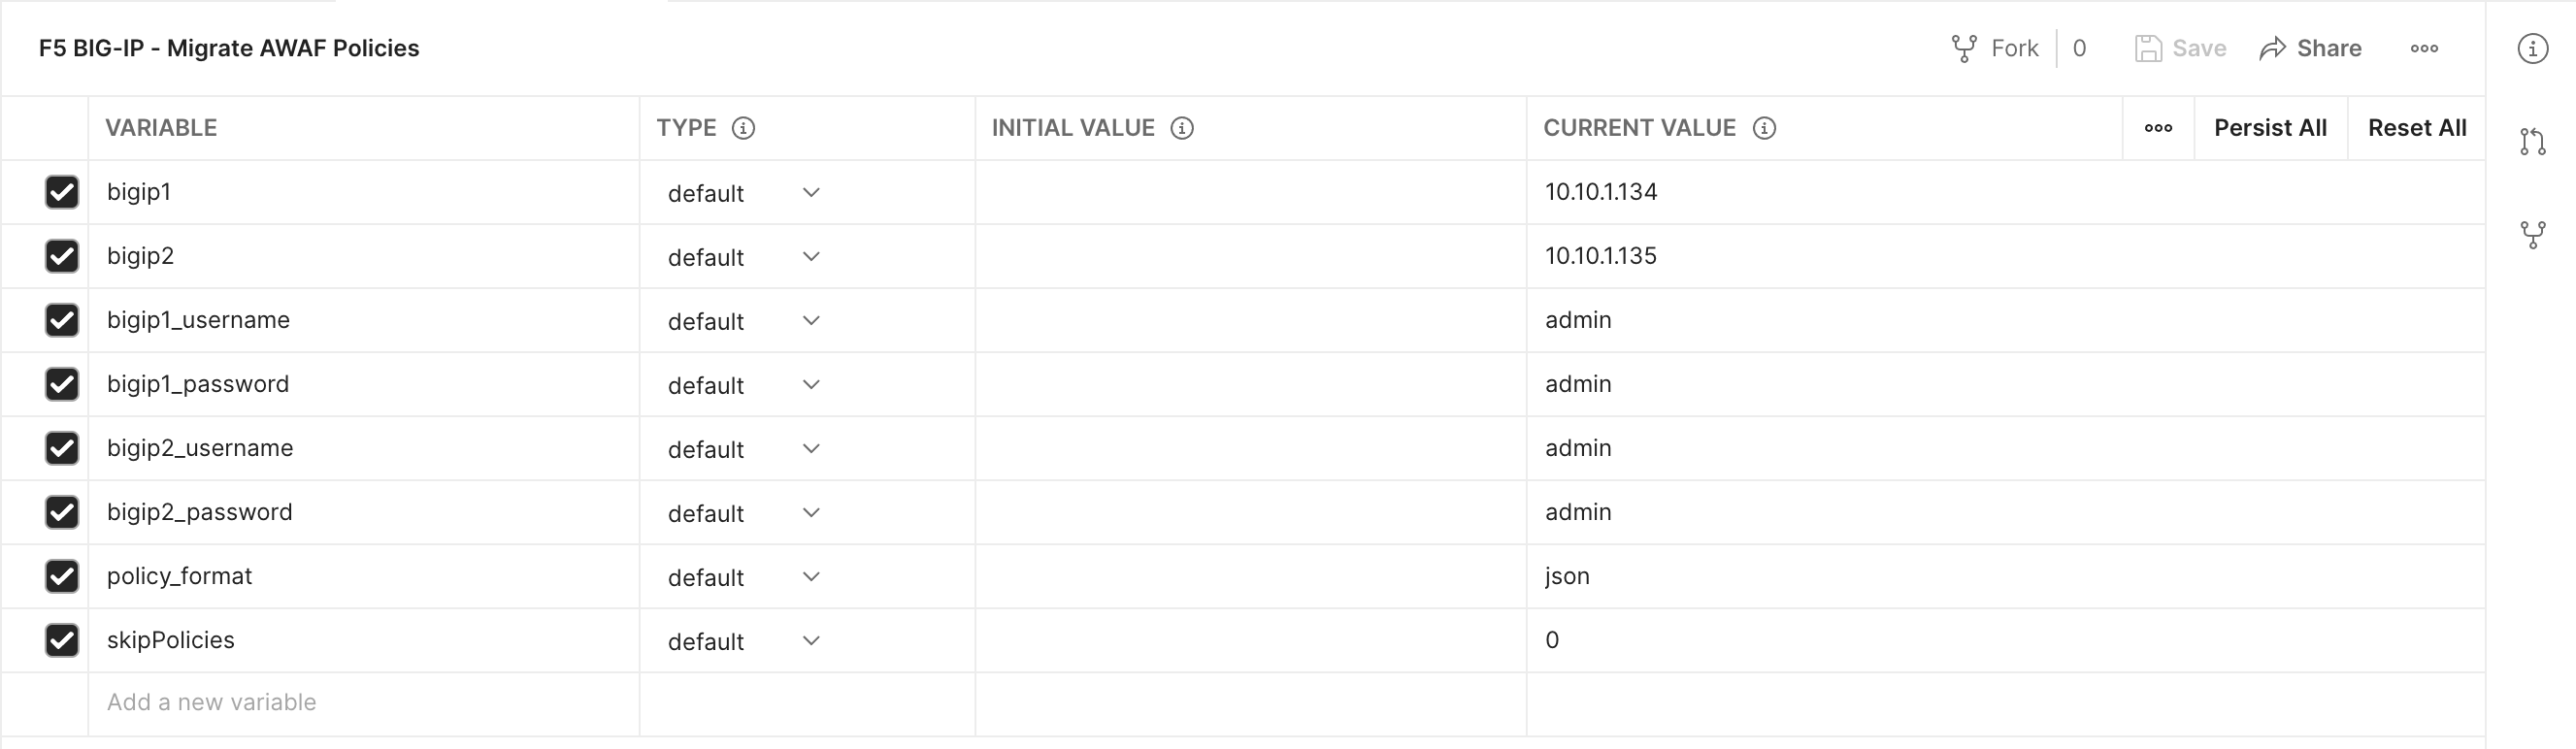 F5 BIG-IP - Migrate AWAF Policies Fork 0 Save Share
VARIABLE TYPE INITIAL VALUE CURRENT VALUE Persist All Reset All
bigip1 default 10.10.1.134
bigip2 default 10.10.1.135
bigip1_username default admin
bigip1_password default admin
bigip2_username default admin
bigip2_password default admin
policy_format default json
skipPolicies default 0
Add a new variable